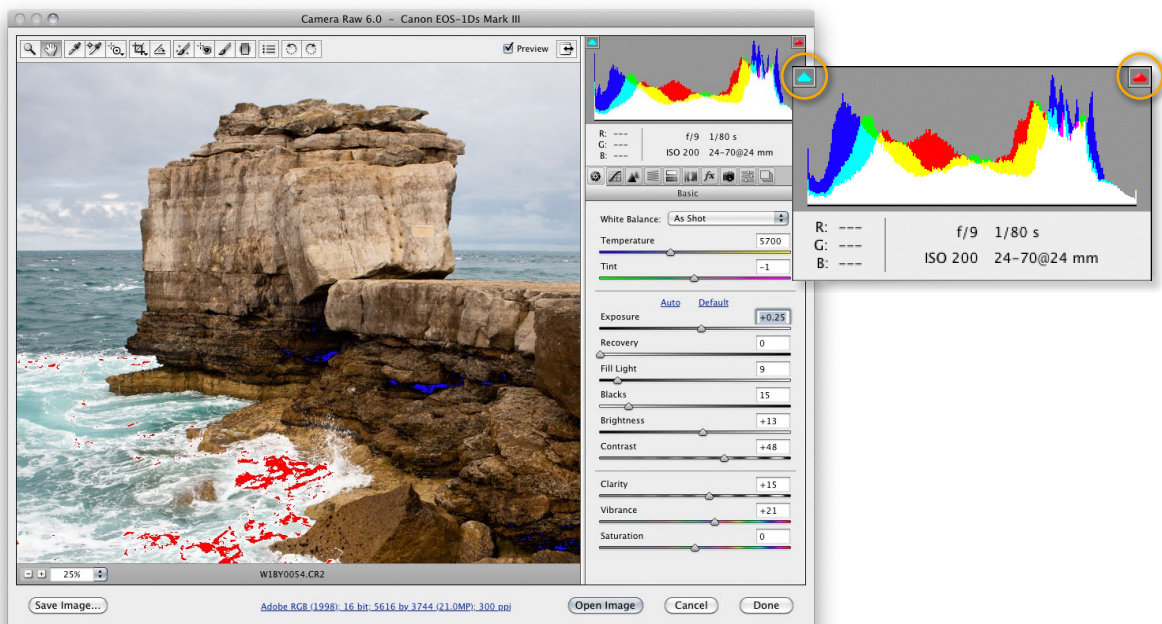 Camera Raw 6.0 – Canon EOS-1Ds Mark III
Preview
R: ---
G: ---
B: ---
f/9 1/80 s
ISO 200 24-70@24 mm
Basic
White Balance: As Shot
Temperature 5700
Tint -1
Auto Default
Exposure +0.25
Recovery 0
Fill Light 9
Blacks 15
Brightness +13
Contrast +48
Clarity +15
Vibrance +21
Saturation 0
25%
W1BY0054.CR2
Save Image...
Adobe RGB (1998); 16 bit; 5616 by 3744 (21.0MP); 300 ppi
Open Image
Cancel
Done
R: ---
G: ---
B: ---
f/9 1/80 s
ISO 200 24–70@24 mm